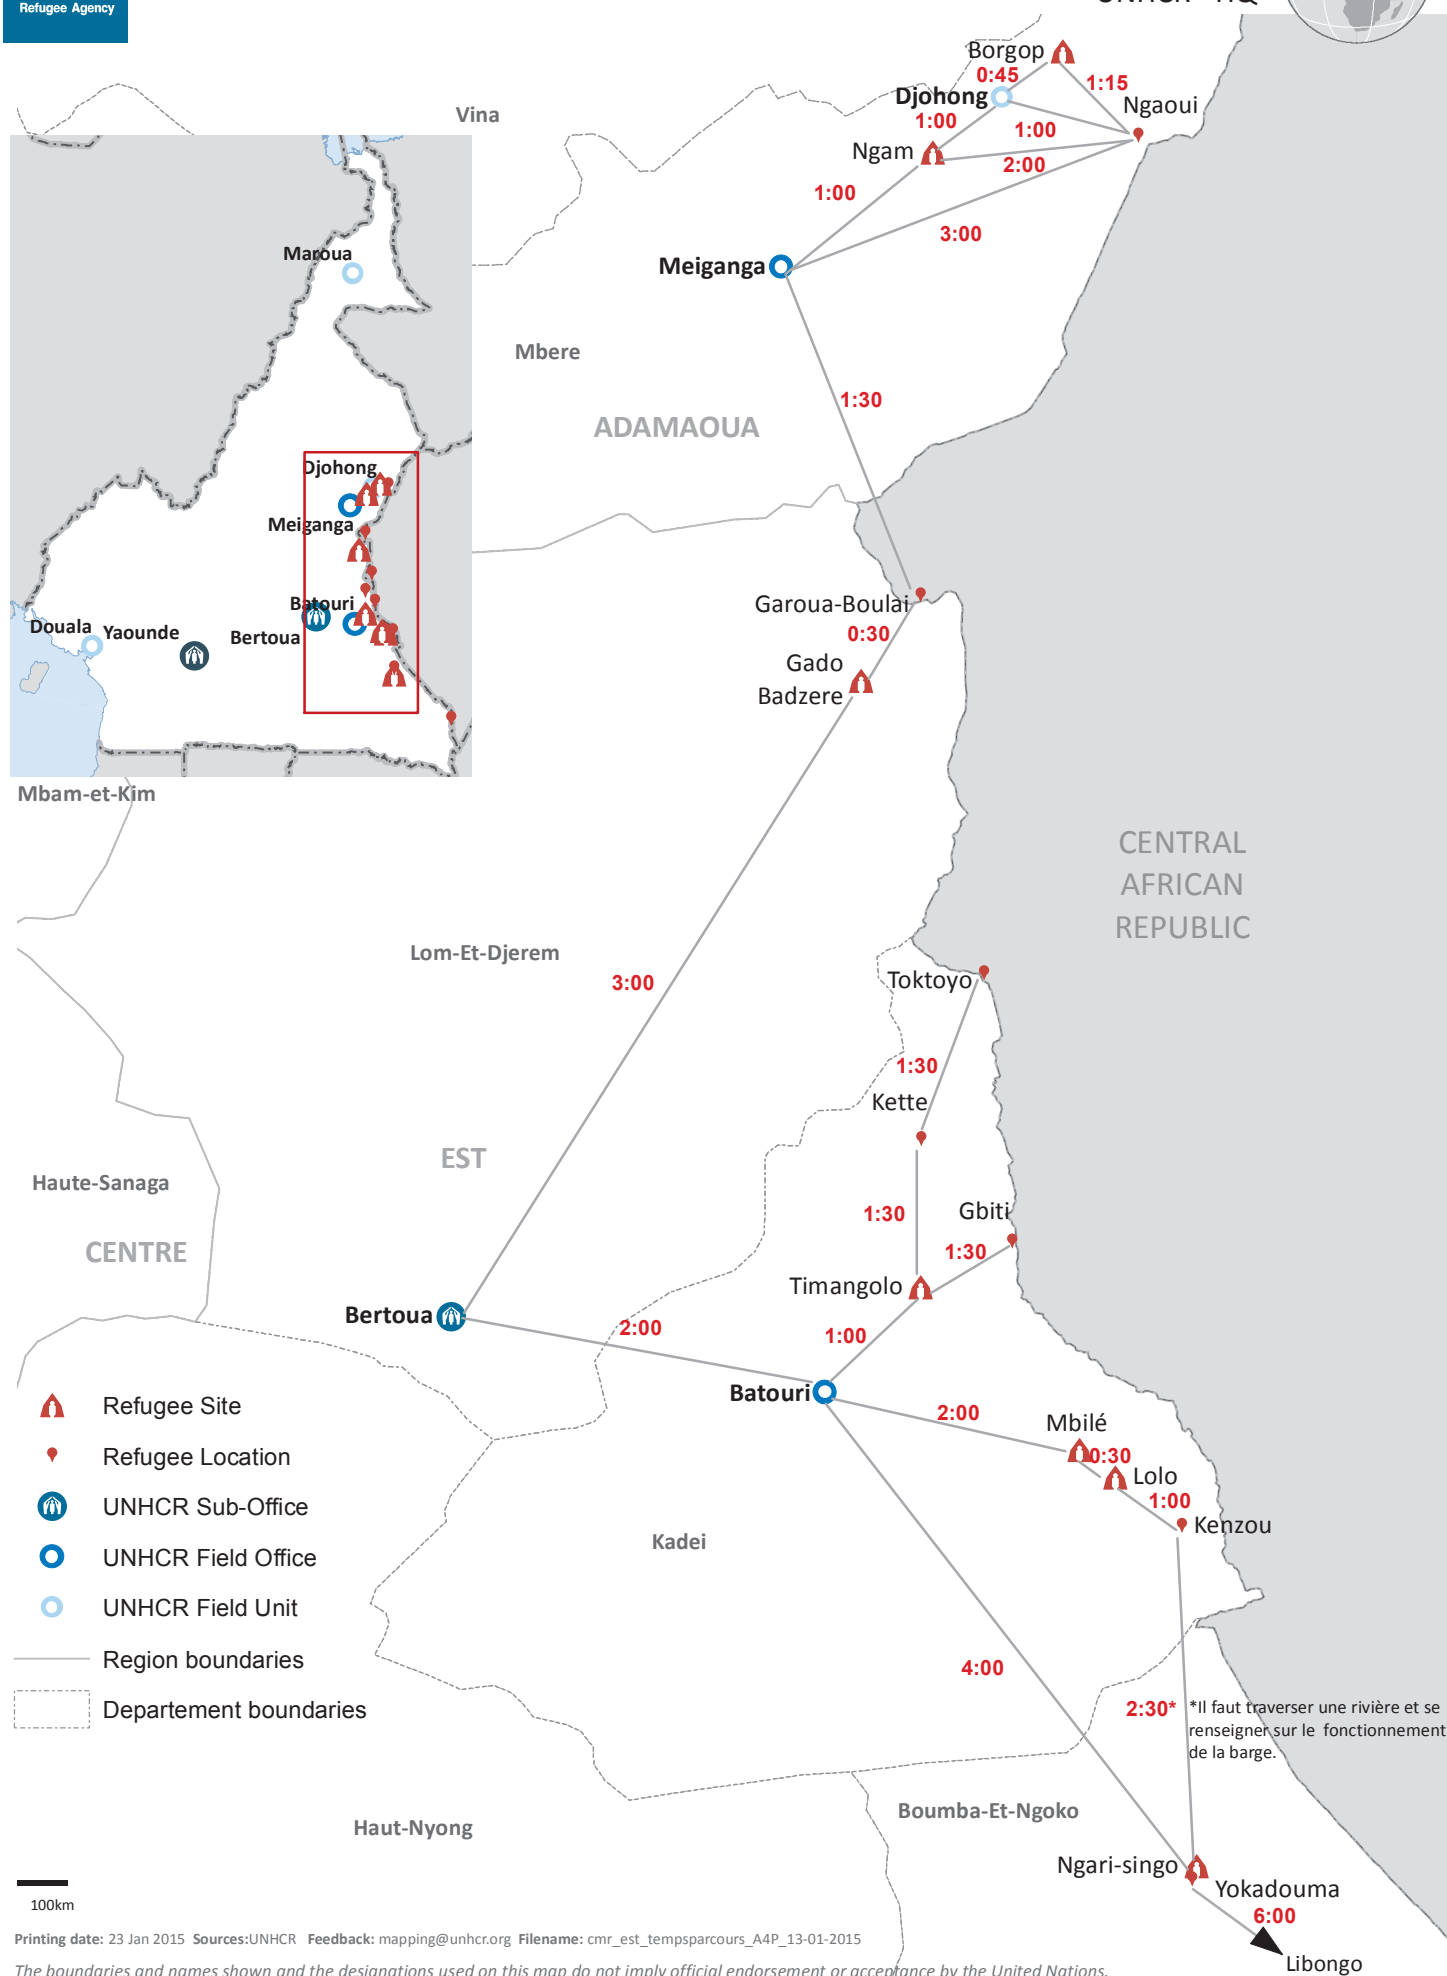 Refugee Agency
Borgop
0:45
1:15
Djohong
Ngaoui
Vina
1:00
1:00
Ngam
2:00
1:00
3:00
Meiganga
Maroua
Mbere
1:30
ADAMAOUA
Djohong
Meiganga
Batouri
Douala
Yaounde
Bertoua
Garoua-Boulai
0:30
Gado
Badzere
Mbam-et-Kim
CENTRAL
AFRICAN
REPUBLIC
Lom-Et-Djerem
3:00
Toktoyo
1:30
Kette
EST
Haute-Sanaga
1:30
Gbiti
1:30
CENTRE
Timangolo
Bertoua
2:00
1:00
Batouri
2:00
Mbilé
0:30
Lolo
1:00
Kenzou
Refugee Site
Refugee Location
UNHCR Sub-Office
UNHCR Field Office
UNHCR Field Unit
Region boundaries
Departement boundaries
Kadei
4:00
2:30*
*Il faut traverser une rivière et se
renseigner sur le fonctionnement
de la barge.
Boumba-Et-Ngoko
Haut-Nyong
Ngari-singo
Yokadouma
6:00
Libongo
100km
Printing date: 23 Jan 2015 Sources:UNHCR Feedback: mapping@unhcr.org Filename: cmr_est_tempsparcours_A4P_13-01-2015
The boundaries and names shown and the designations used on this map do not imply official endorsement or acceptance by the United Nations.